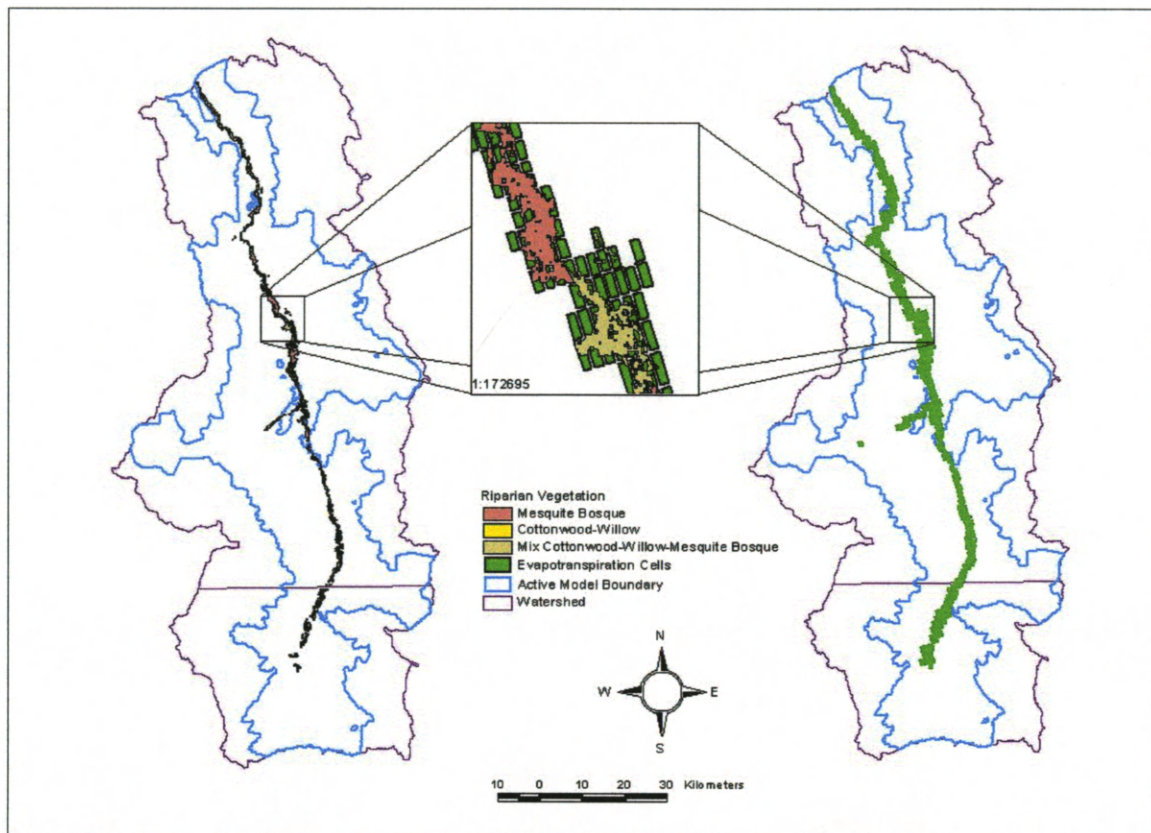 1:172695
Riparian Vegetation
Mesquite Bosque
Cottonwood-Willow
Mix Cottonwood-Willow-Mesquite Bosque
Evapotranspiration Cells
Active Model Boundary
Watershed
N
W E
S
10 0 10 20 30 Kilometers